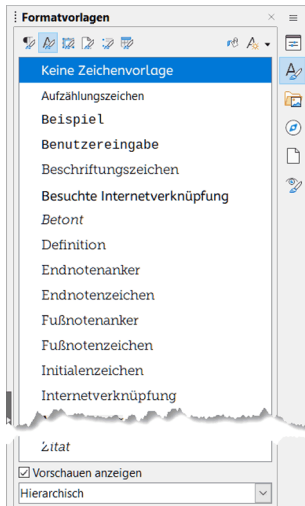 Formatvorlagen
Keine Zeichenvorlage
Aufzählungszeichen
Beispiel
Benutzereingabe
Beschriftungszeichen
Besuchte Internetverknüpfung
Betont
Definition
Endnotenanker
Endnotenzeichen
Fußnotenanker
Fußnotenzeichen
Initialenzeichen
Internetverknüpfung
Zitat
Vorschauen anzeigen
Hierarchisch